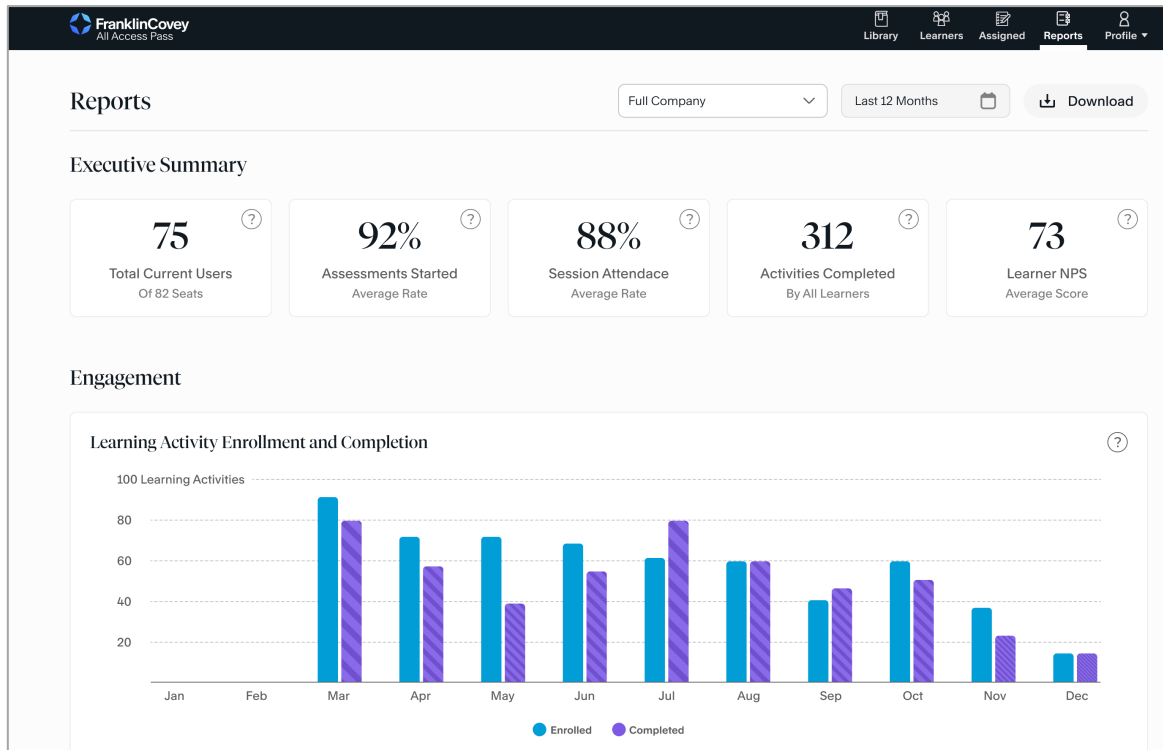 FranklinCovey
All Access Pass
Library Learners Assigned Reports Profile
Reports
Full Company
Last 12 Months
Download
Executive Summary
75
Total Current Users
Of 82 Seats
?
92%
Assessments Started
Average Rate
?
88%
Session Attendace
Average Rate
?
312
Activities Completed
By All Learners
?
73
Learner NPS
Average Score
?
Engagement
Learning Activity Enrollment and Completion
?
100 Learning Activities
80
60
40
20
Jan Feb Mar Apr May Jun Jul Aug Sep Oct Nov Dec
Enrolled Completed